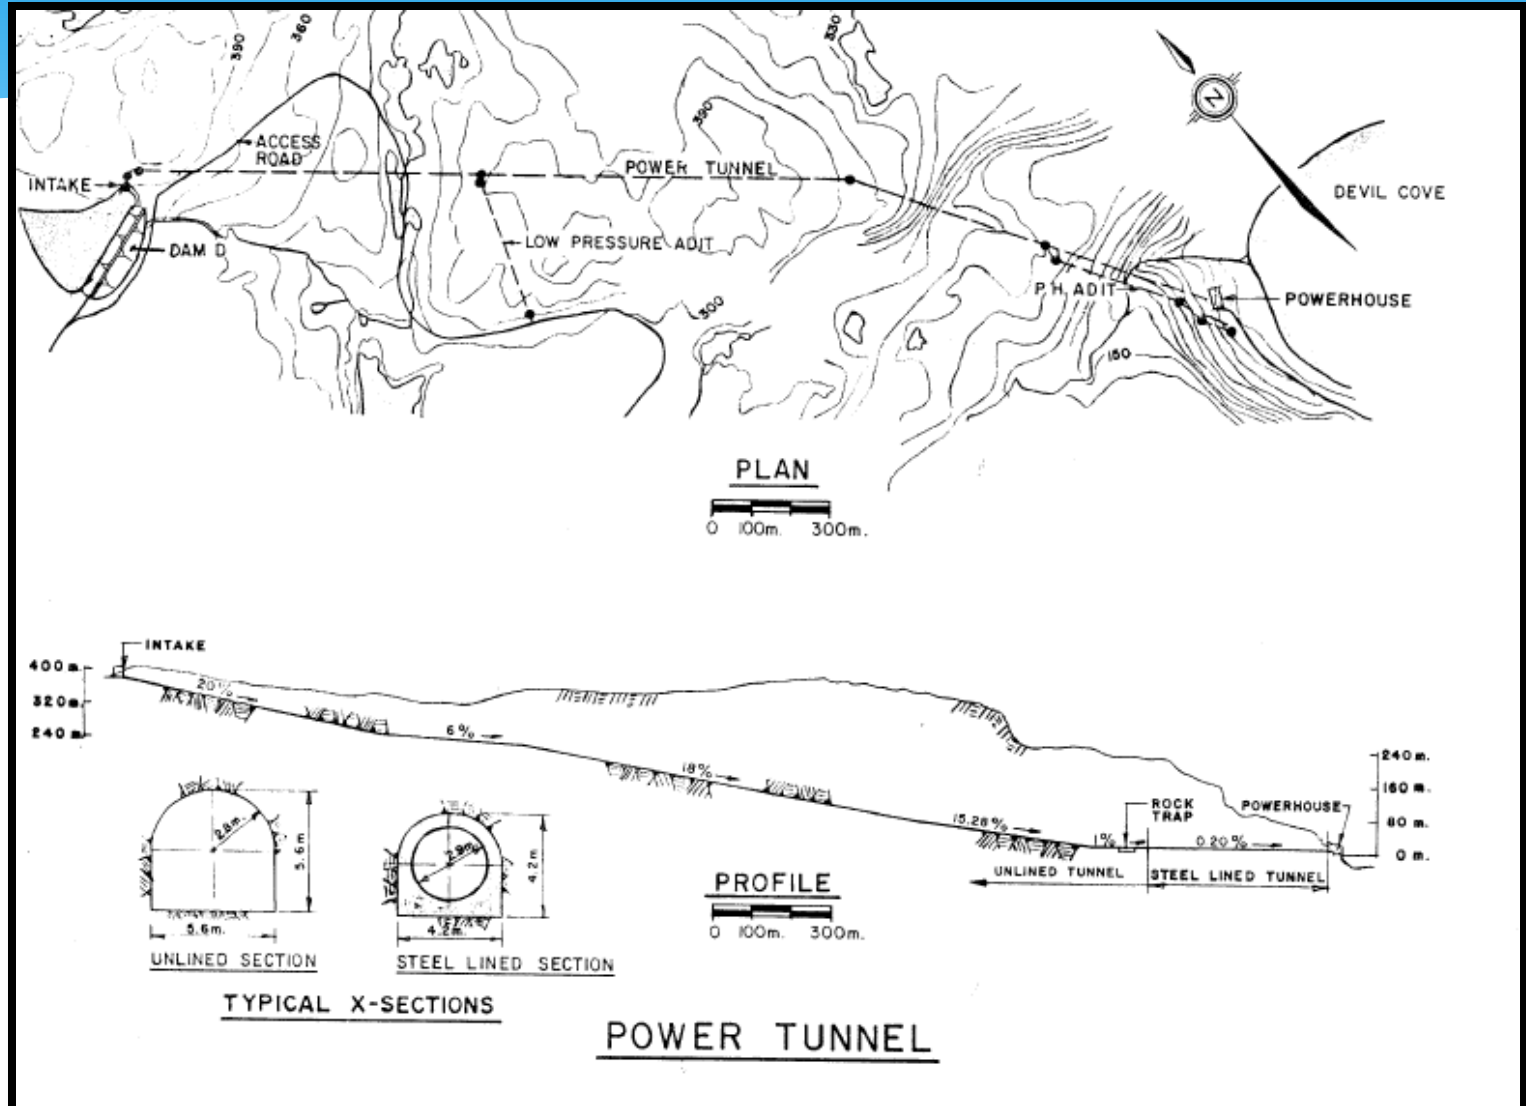 390
360
330
390
ACCESS
ROAD
INTAKE
POWER TUNNEL
DAM D
LOW PRESSURE ADIT
N
DEVIL COVE
P.H. ADIT
POWERHOUSE
300
150
PLAN
0 100m. 300m.
INTAKE
400 m.
320m.
240 m.
20%
6%
18%
15.28%
1%
ROCK
TRAP
0.20%
POWERHOUSE
240 m.
160 m.
80 m.
0 m.
UNLINED TUNNEL
STEEL LINED TUNNEL
2.8m.
5.6m
5.6m.
UNLINED SECTION
2.9m.
4.2m.
4.2m.
STEEL LINED SECTION
TYPICAL X-SECTIONS
PROFILE
0 100m. 300m.
POWER TUNNEL